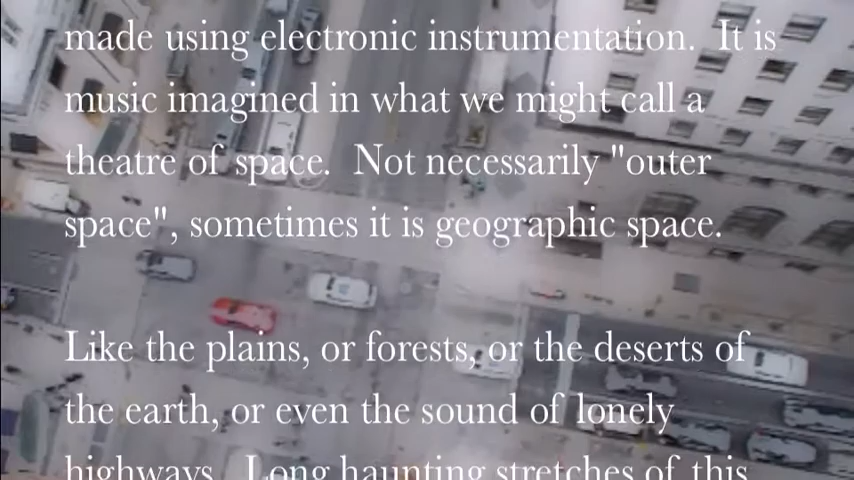 made using electronic instrumentation.  It is
music imagined in what we might call a
theatre of space.  Not necessarily "outer
space", sometimes it is geographic space.
Like the plains, or forests, or the deserts of
the earth, or even the sound of lonely
highways.  Long haunting stretches of this